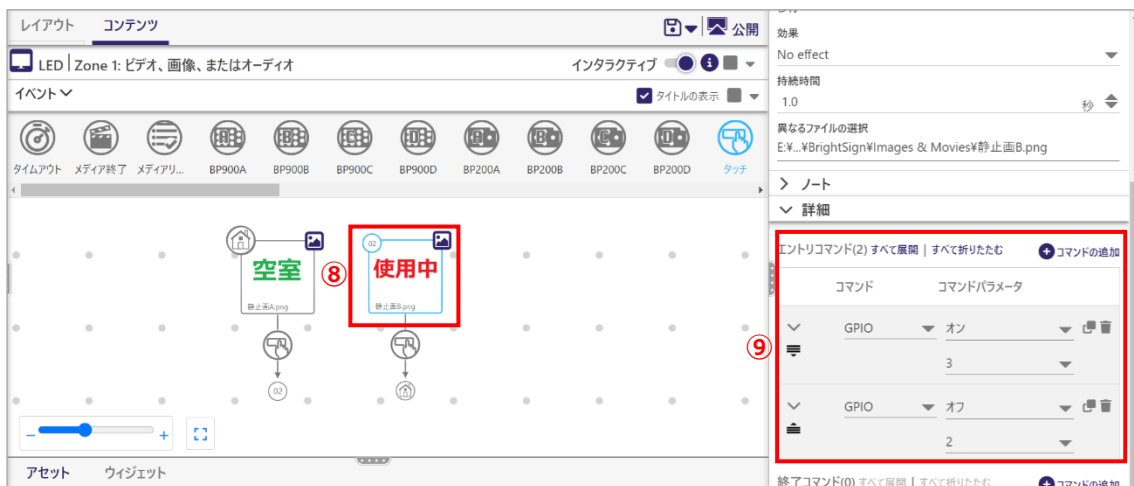 レイアウト コンテンツ 公開
LED Zone 1: ビデオ、画像、またはオーディオ インタラクティブ
イベント タイトルの表示
タイムアウト メディア終了 メディアリ... BP900A BP900B BP900C BP900D BP200A BP200B BP200C BP200D タッチ
02
空室 ⑧ 使用中
静止画A.png 静止画B.png
02
アセット ウィジェット
効果
No effect
持続時間
1.0 秒
異なるファイルの選択
E:¥...¥BrightSign¥Images & Movies¥静止画B.png
ノート
詳細
エントリコマンド(2) すべて展開 | すべて折りたたむ コマンドの追加
コマンド コマンドパラメータ
⑨
GPIO オン
3
GPIO オフ
2
終了コマンド(0) すべて展開 | すべて折りたたむ コマンドの追加